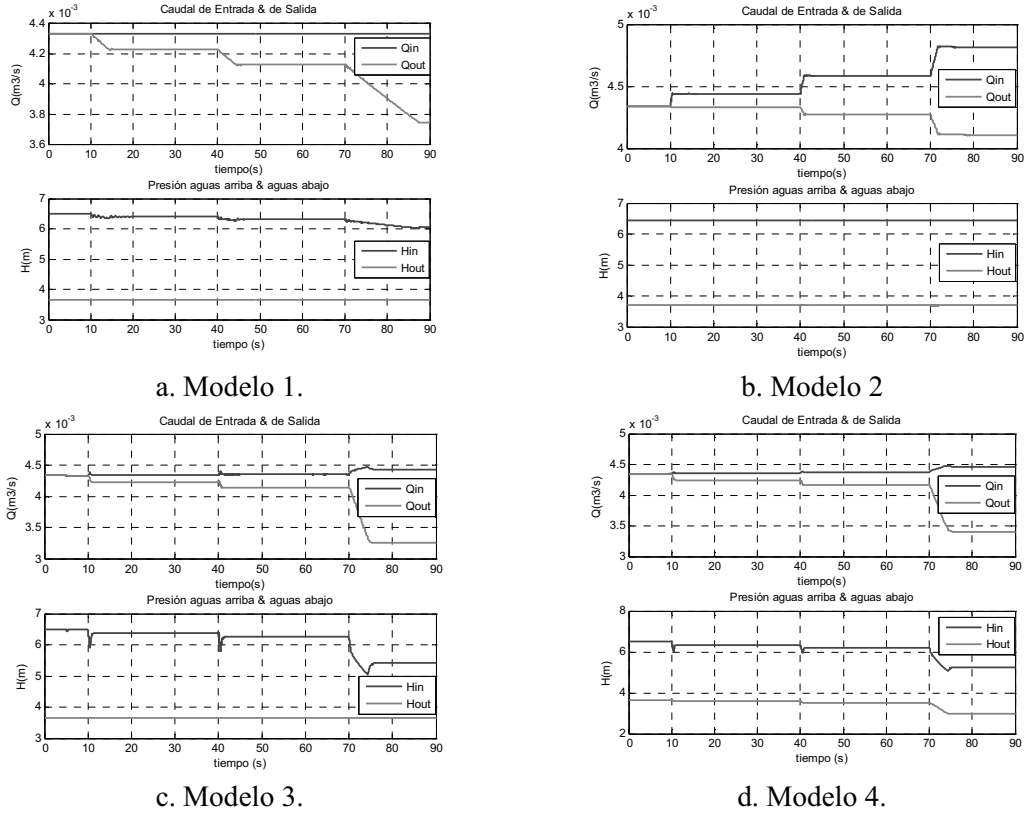 Caudal de Entrada & de Salida
x 10-3
4.4
4.2
4
3.8
3.6
Q(m3/s)
Qin
Qout
0 10 20 30 40 50 60 70 80 90
tiempo(s)
Presión aguas arriba & aguas abajo
7
6
5
4
3
H(m)
Hin
Hout
0 10 20 30 40 50 60 70 80 90
tiempo (s)
a. Modelo 1.
Caudal de Entrada & de Salida
x 10-3
5
4.5
4
Q(m3/s)
Qin
Qout
0 10 20 30 40 50 60 70 80 90
tiempo(s)
Presión aguas arriba & aguas abajo
7
6
5
4
3
H(m)
Hin
Hout
0 10 20 30 40 50 60 70 80 90
tiempo(s)
b. Modelo 2
Caudal de Entrada & de Salida
x 10-3
5
4.5
4
3.5
3
Q(m3/s)
Qin
Qout
0 10 20 30 40 50 60 70 80 90
tiempo(s)
Presión aguas arriba & aguas abajo
7
6
5
4
3
H(m)
Hin
Hout
0 10 20 30 40 50 60 70 80 90
tiempo (s)
c. Modelo 3.
Caudal de Entrada & de Salida
x 10-3
5
4.5
4
3.5
3
Q(m3/s)
Qin
Qout
0 10 20 30 40 50 60 70 80 90
tiempo(s)
Presión aguas arriba & aguas abajo
8
6
4
2
H(m)
Hin
Hout
0 10 20 30 40 50 60 70 80 90
tiempo (s)
d. Modelo 4.